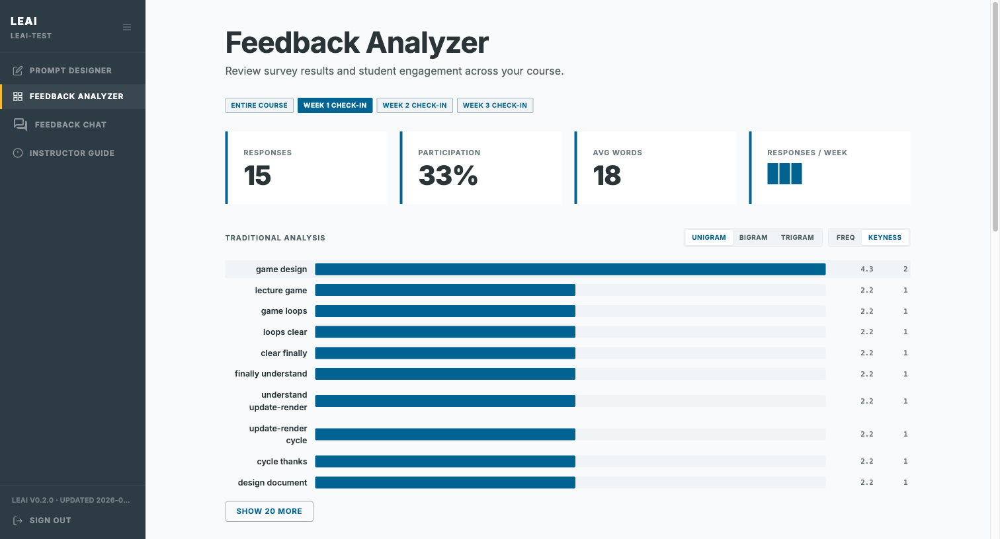 LEAI
LEAI-TEST
PROMPT DESIGNER
FEEDBACK ANALYZER
FEEDBACK CHAT
INSTRUCTOR GUIDE
LEAI V0.2.0 · UPDATED 2026-0...
SIGN OUT
Feedback Analyzer
Review survey results and student engagement across your course.
ENTIRE COURSE WEEK 1 CHECK-IN WEEK 2 CHECK-IN WEEK 3 CHECK-IN
RESPONSES
15
PARTICIPATION
33%
AVG WORDS
18
RESPONSES / WEEK
TRADITIONAL ANALYSIS UNIGRAM BIGRAM TRIGRAM FREQ KEYNESS
game design 4.3 2
lecture game 2.2 1
game loops 2.2 1
loops clear 2.2 1
clear finally 2.2 1
finally understand 2.2 1
understand
update-render 2.2 1
update-render
cycle 2.2 1
cycle thanks 2.2 1
design document 2.2 1
SHOW 20 MORE